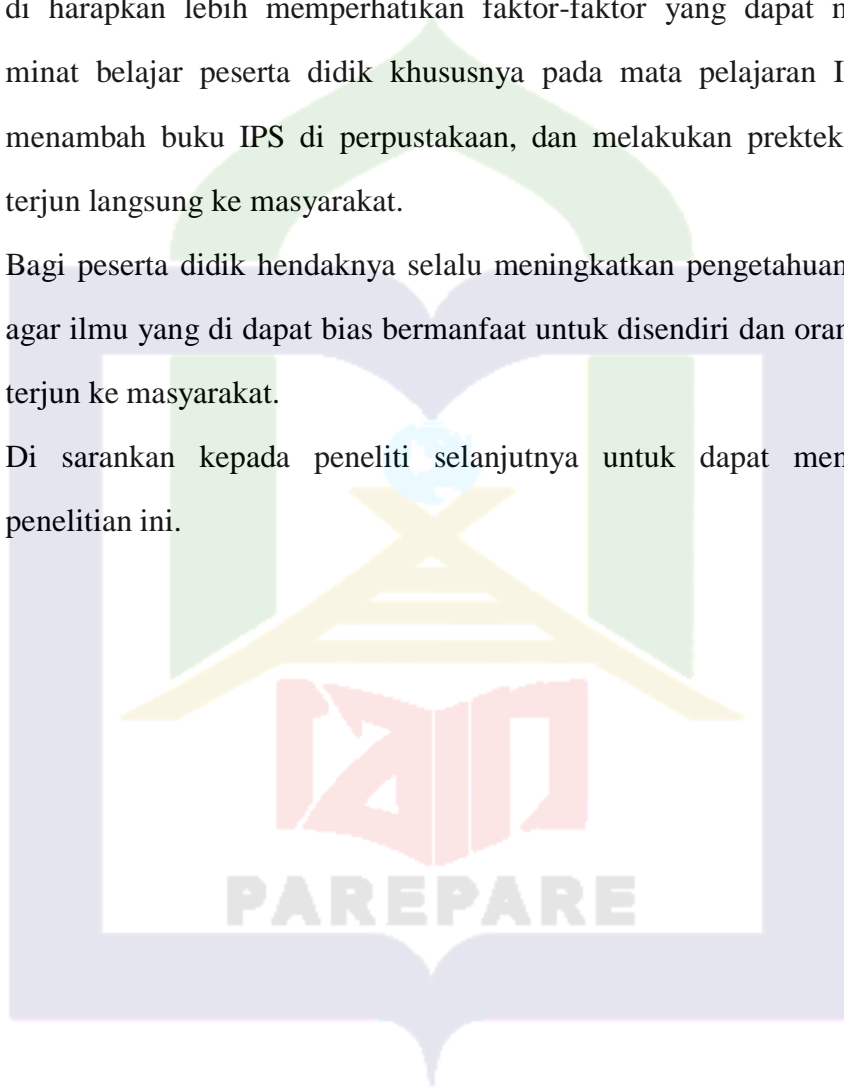 di harapkan lebih memperhatikan faktor-faktor yang dapat
minat belajar peserta didik khususnya pada mata pelajaran
menambah buku IPS di perpustakaan, dan melakukan prektek
terjun langsung ke masyarakat.
Bagi peserta didik hendaknya selalu meningkatkan pengetahuan
agar ilmu yang di dapat bias bermanfaat untuk disendiri dan
terjun ke masyarakat.
Di sarankan kepada peneliti selanjutnya untuk dapat
penelitian ini.
iain
PAREPARE